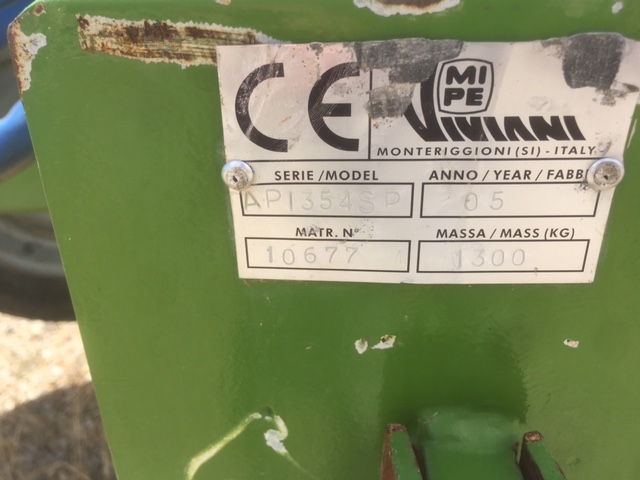 CE
MI
PE
VIVIANI
MONTERIGGIONI (SI) - ITALY
SERIE / MODEL
ANNO / YEAR / FABB
AP1354SP
05
MATR. N°
MASSA / MASS (KG)
10677
1300